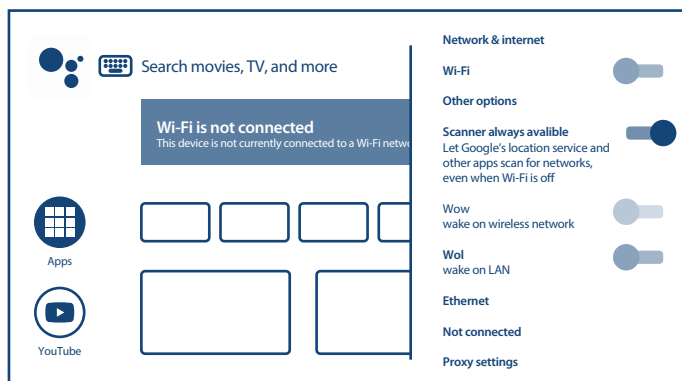 Search movies, TV, and more
Wi-Fi is not connected
This device is not currently connected to a Wi-Fi netwo
Apps
YouTube
Network & internet
Wi-Fi
Other options
Scanner always avalible
Let Google's location service and
other apps scan for networks,
even when Wi-Fi is off
Wow
wake on wireless network
Wol
wake on LAN
Ethernet
Not connected
Proxy settings